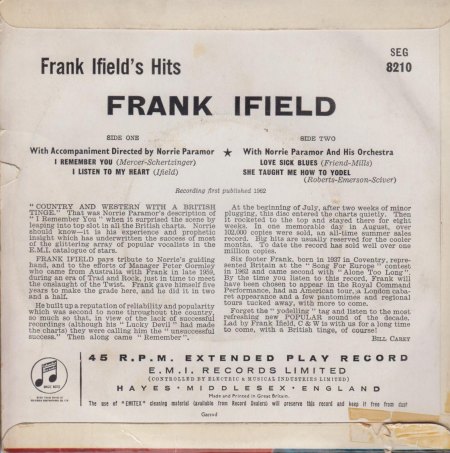 SEG
Frank Ifield's Hits 8210
FRANK IFIELD
SIDE ONE
With Accompaniment Directed by Norrie Paramor
I REMEMBER YOU (Mercer-Schertzinger)
I LISTEN TO MY HEART (Ifield)
★
SIDE TWO
With Norrie Paramor And His Orchestra
LOVE SICK BLUES (Friend-Mills)
SHE TAUGHT ME HOW TO YODEL
(Roberts-Emerson-Sciver)
Recording first published 1962
" COUNTRY AND WESTERN WITH A BRITISH
TINGE." That was Norrie Paramor's description of
" I Remember You " when it surprised the scene by
leaping into top slot in all the British charts. Norrie
should know—it is his experience and prophetic
insight which has underwritten the success of most
of the glittering array of popular vocalists in the
E.M.I. catalogue of stars.
FRANK IFIELD pays tribute to Norrie's guiding
hand, and to the efforts of Manager Peter Gormley
who came from Australia with Frank in late 1959,
during an era of Trad and Rock, just in time to meet
the onslaught of the Twist. Frank gave himself five
years to make the grade here, and he did it in two
and a half.
He built up a reputation of reliability and popularity
which was second to none throughout the country,
so much so that, in view of the lack of successful
recordings (although his " Lucky Devil " had made
the charts) they were calling him the " unsuccessful
success." Then along came " Remember ".
At the beginning of July, after two weeks of minor
plugging, this disc entered the charts quietly. Then
it rocketed to the top and stayed there for eight
weeks. In one memorable day in August, over
102,000 copies were sold, an all-time summer sales
record. Big hits are usually reserved for the cooler
months. To date the record has sold well over one
million copies.
Six footer Frank, born in 1937 in Coventry, repre-
sented Britain at the " Song For Europe " contest
in 1962 and came second with " Alone Too Long ".
By the time you listen to this record, Frank will
have been chosen to appear in the Royal Command
Performance, had an American tour, a London cab-
aret appearance and a few pantomimes and regional
tours tucked away, with more to come.
Forget the " yodelling " tag and listen to the most
refreshing NEW POPULAR sound of the decade.
Led by Frank Ifield, C & W is with us for a long time
to come, with a British tinge, of course!
BILL CAREY
45 R.P.M. EXTENDED PLAY RECORD
E.M.I. RECORDS LIMITED
(CONTROLLED BY ELECTRIC & MUSICAL INDUSTRIES LIMITED)
HAYES · MIDDLESEX · ENGLAND
Made and Printed in Great Britain
The use of "EMITEX" cleaning material (available from Record Dealers) will preserve this record and keep it free from dust
Garrod